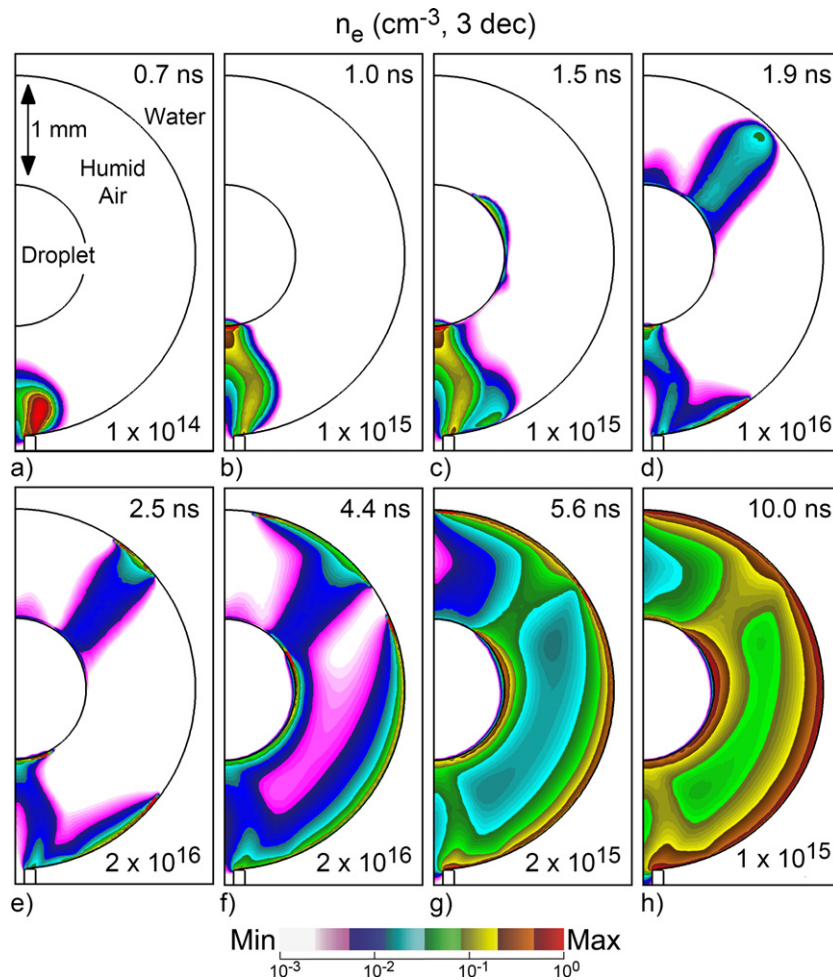 nₑ (cm⁻³, 3 dec)
0.7 ns
1 mm
Water
Humid
Air
Droplet
1 x 10¹⁴
a)
1.0 ns
1 x 10¹⁵
b)
1.5 ns
1 x 10¹⁵
c)
1.9 ns
1 x 10¹⁶
d)
2.5 ns
2 x 10¹⁶
e)
4.4 ns
2 x 10¹⁶
f)
5.6 ns
2 x 10¹⁵
g)
10.0 ns
1 x 10¹⁵
h)
Min Max
10⁻³ 10⁻² 10⁻¹ 10⁰